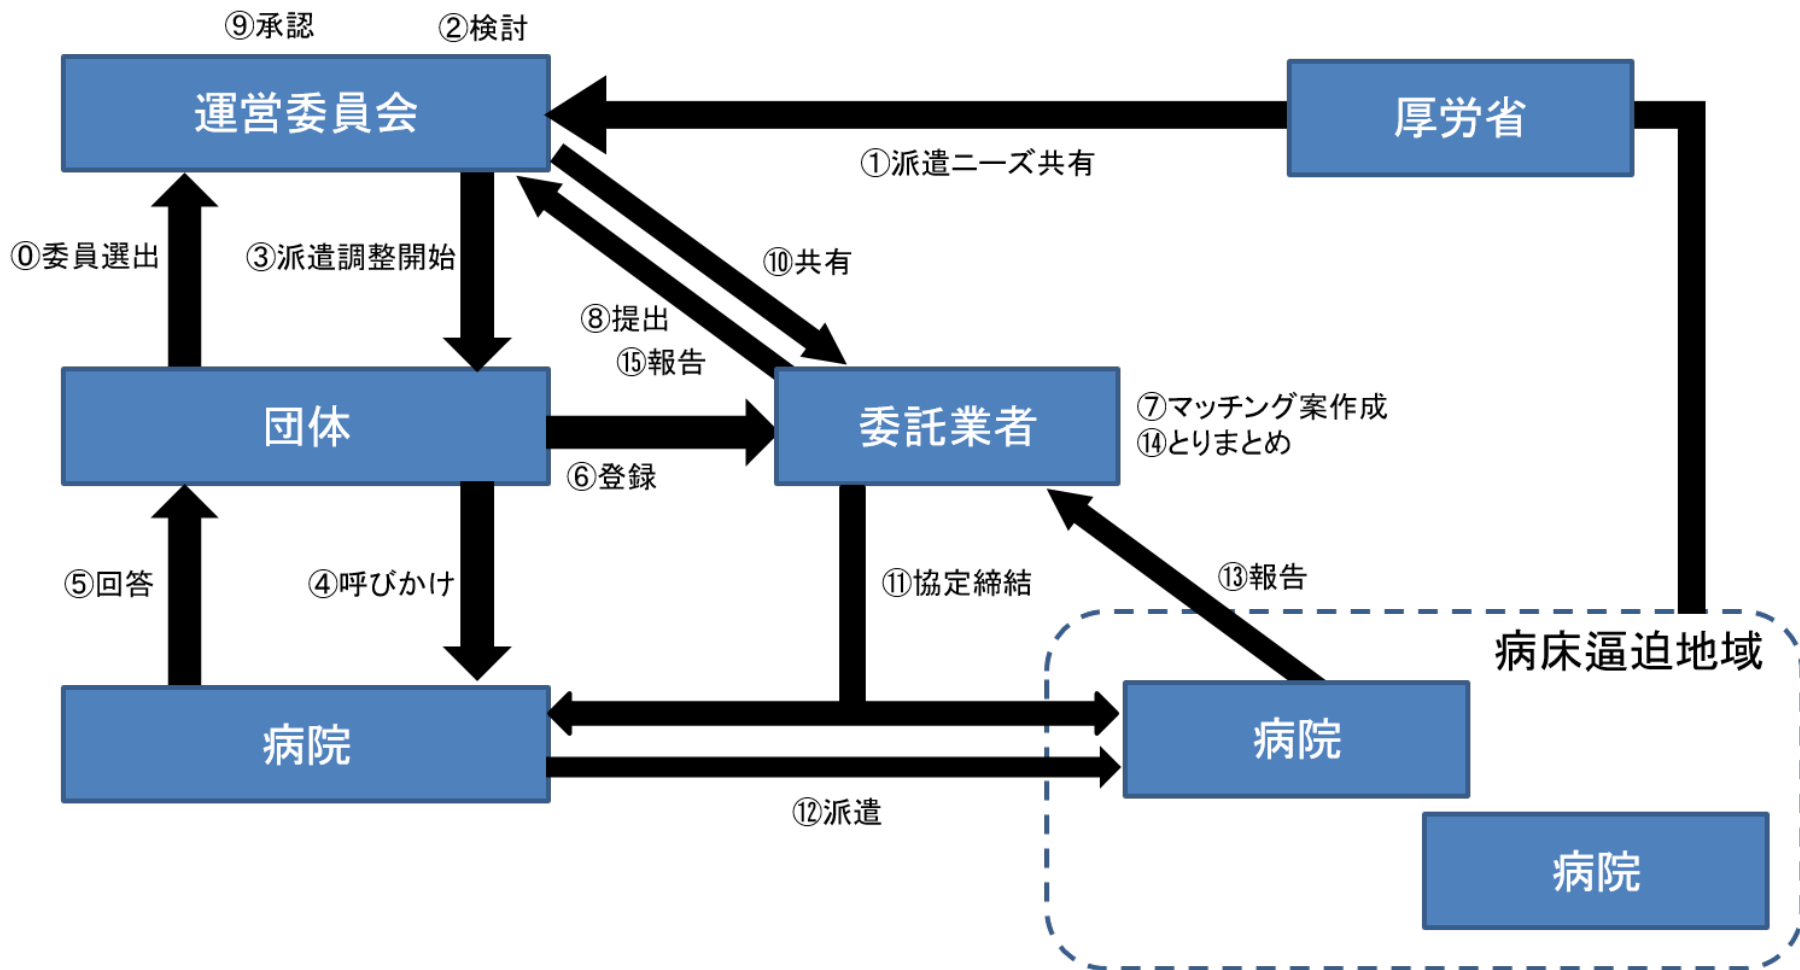 ⑨承認
②検討
運営委員会
厚労省
①派遣ニーズ共有
⓪委員選出
③派遣調整開始
⑩共有
⑧提出
⑮報告
団体
委託業者
⑦マッチング案作成
⑭とりまとめ
⑥登録
⑤回答
④呼びかけ
⑪協定締結
⑬報告
病床逼迫地域
病院
病院
⑫派遣
病院